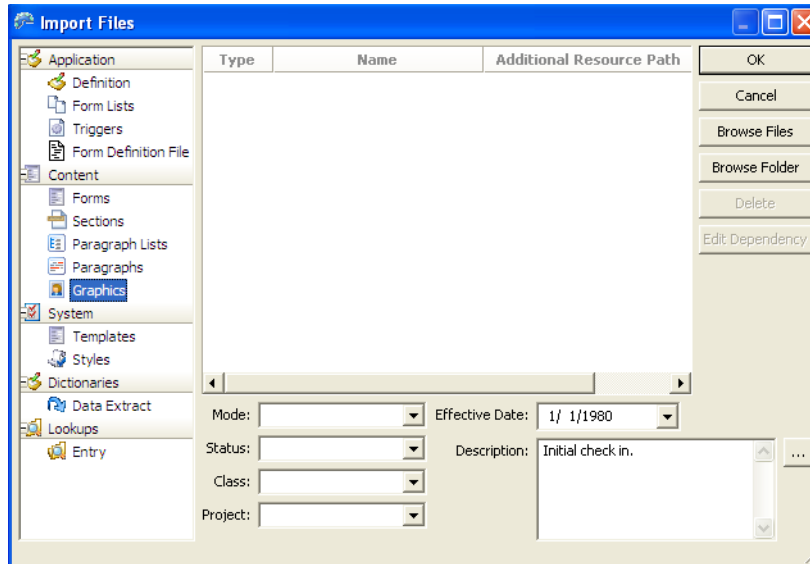 Import Files
Application
Definition
Form Lists
Triggers
Form Definition File
Content
Forms
Sections
Paragraph Lists
Paragraphs
Graphics
System
Templates
Styles
Dictionaries
Data Extract
Lookups
Entry
Type Name Additional Resource Path
OK
Cancel
Browse Files
Browse Folder
Delete
Edit Dependency
Mode: Effective Date: 1/ 1/1980
Status: Description: Initial check in. ...
Class:
Project: